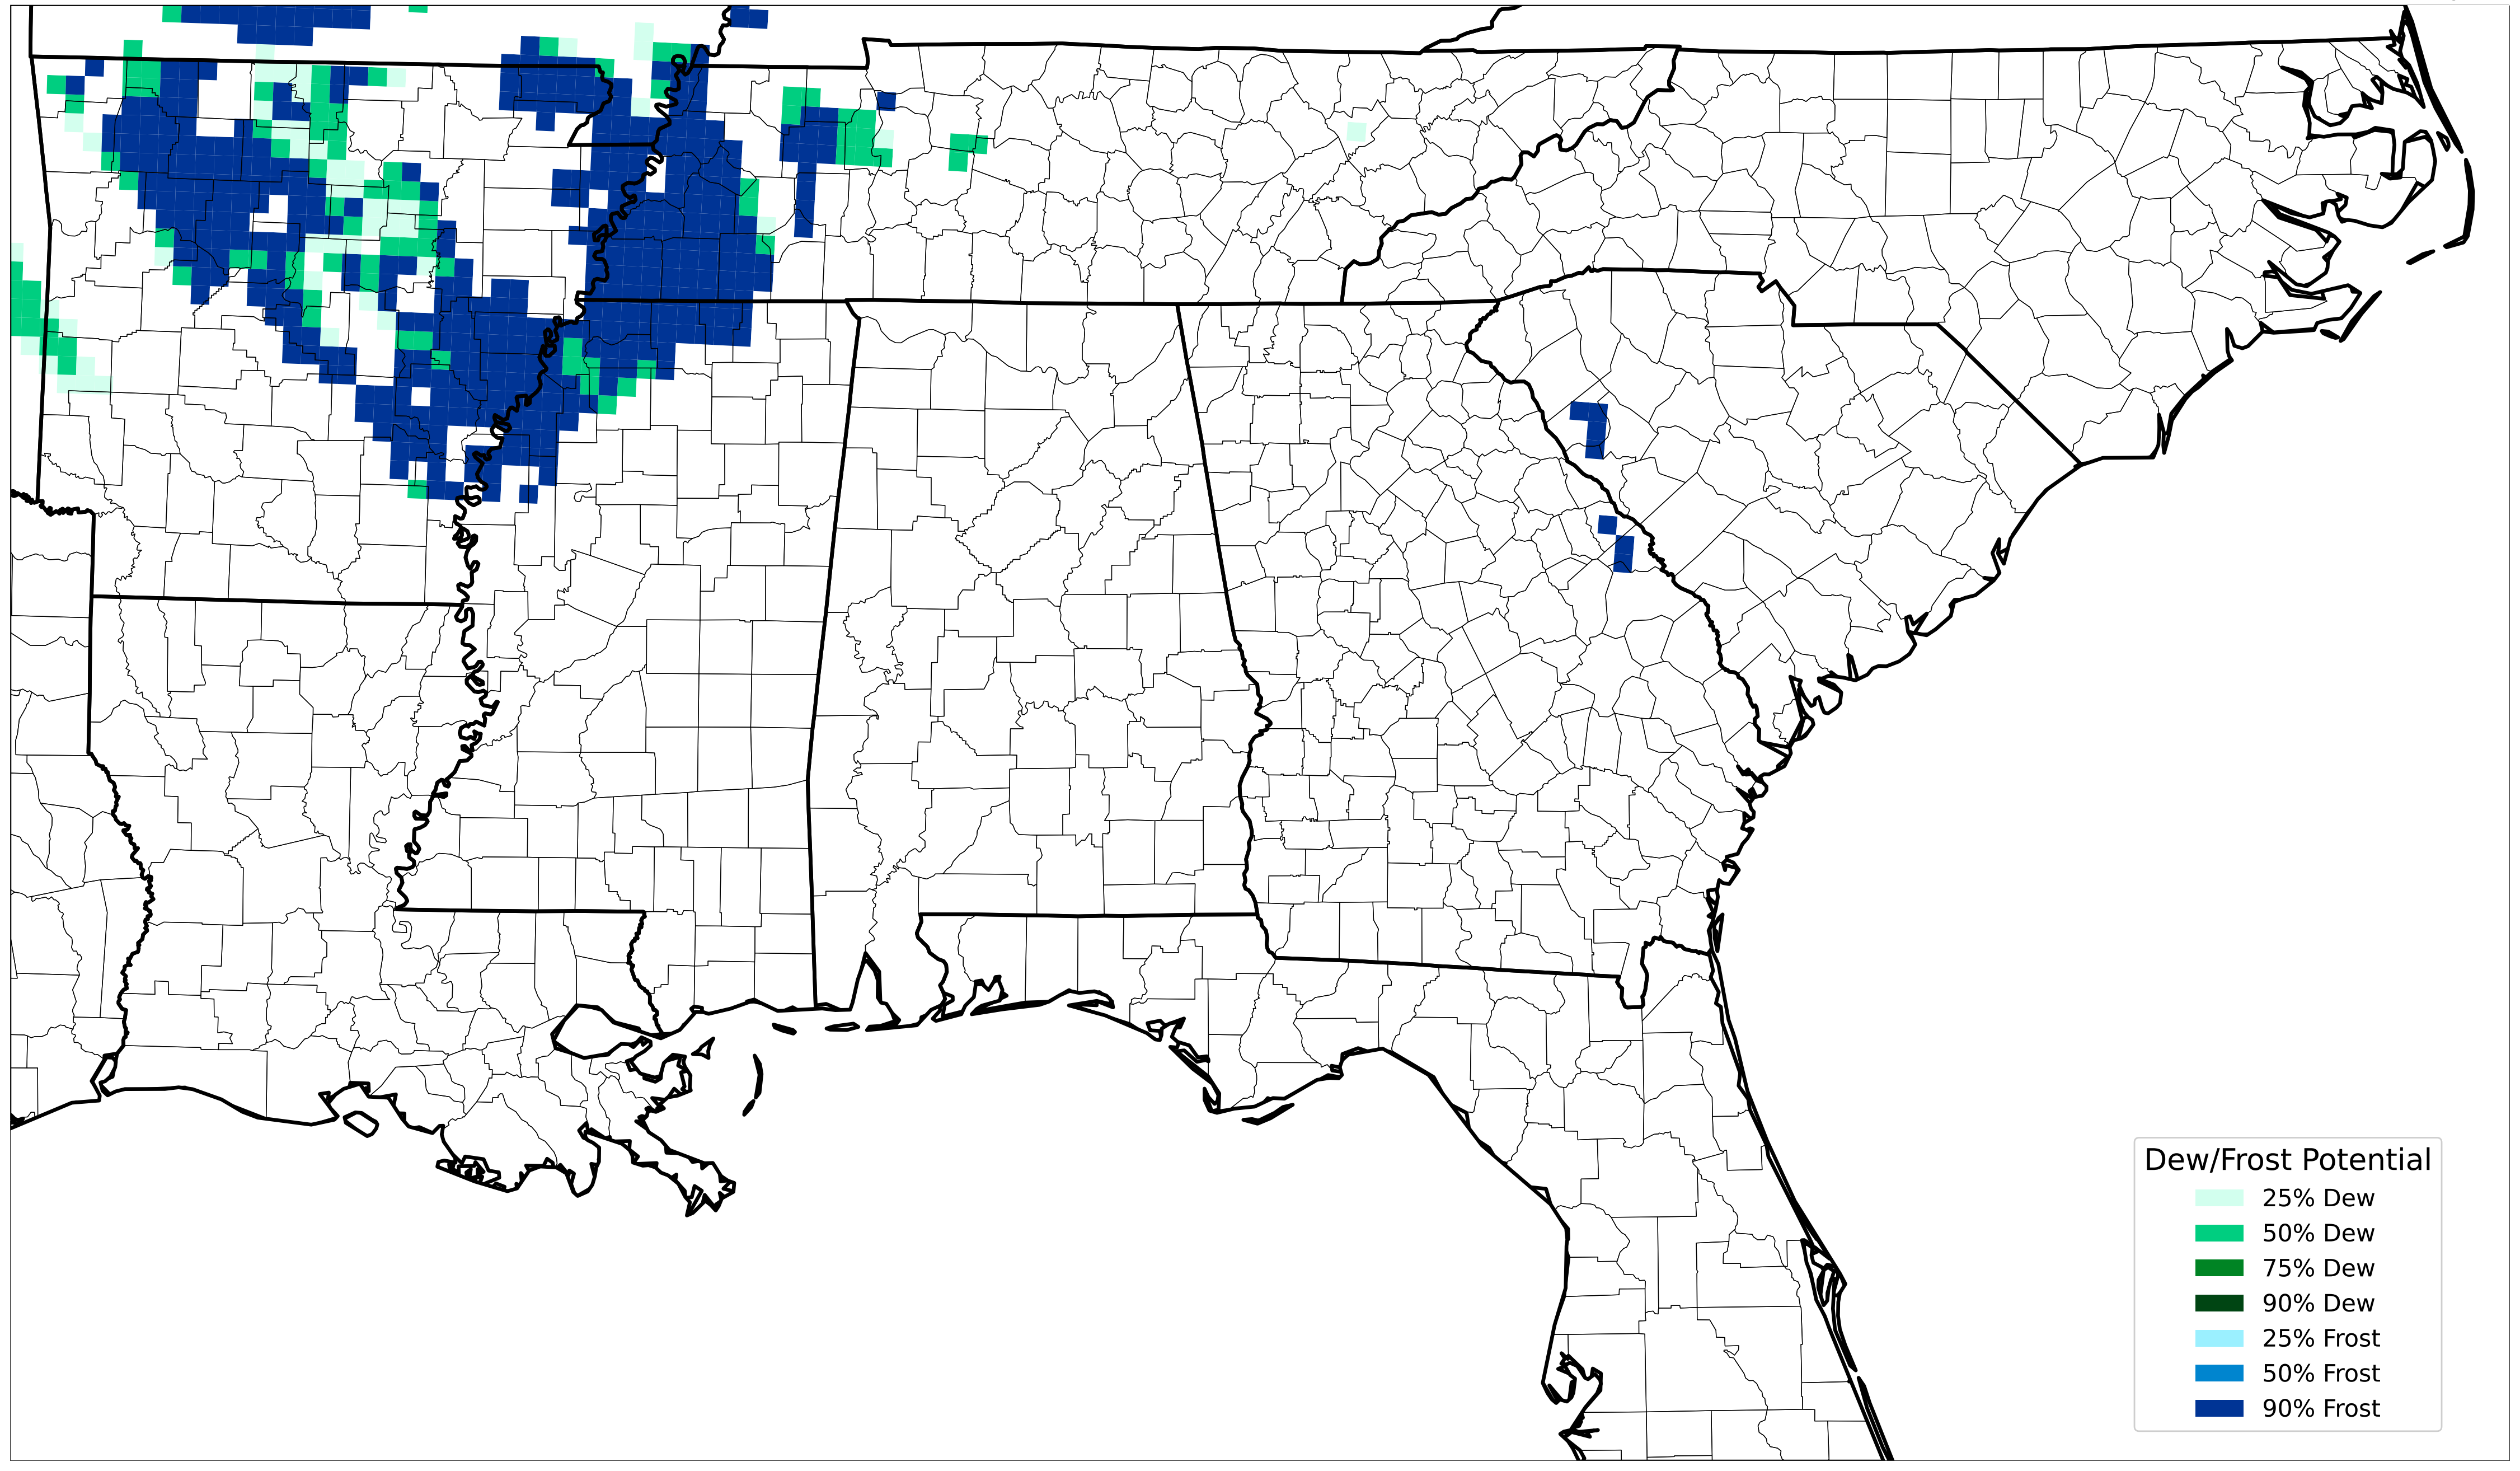 Dew/Frost Potential
25% Dew
50% Dew
75% Dew
90% Dew
25% Frost
50% Frost
90% Frost